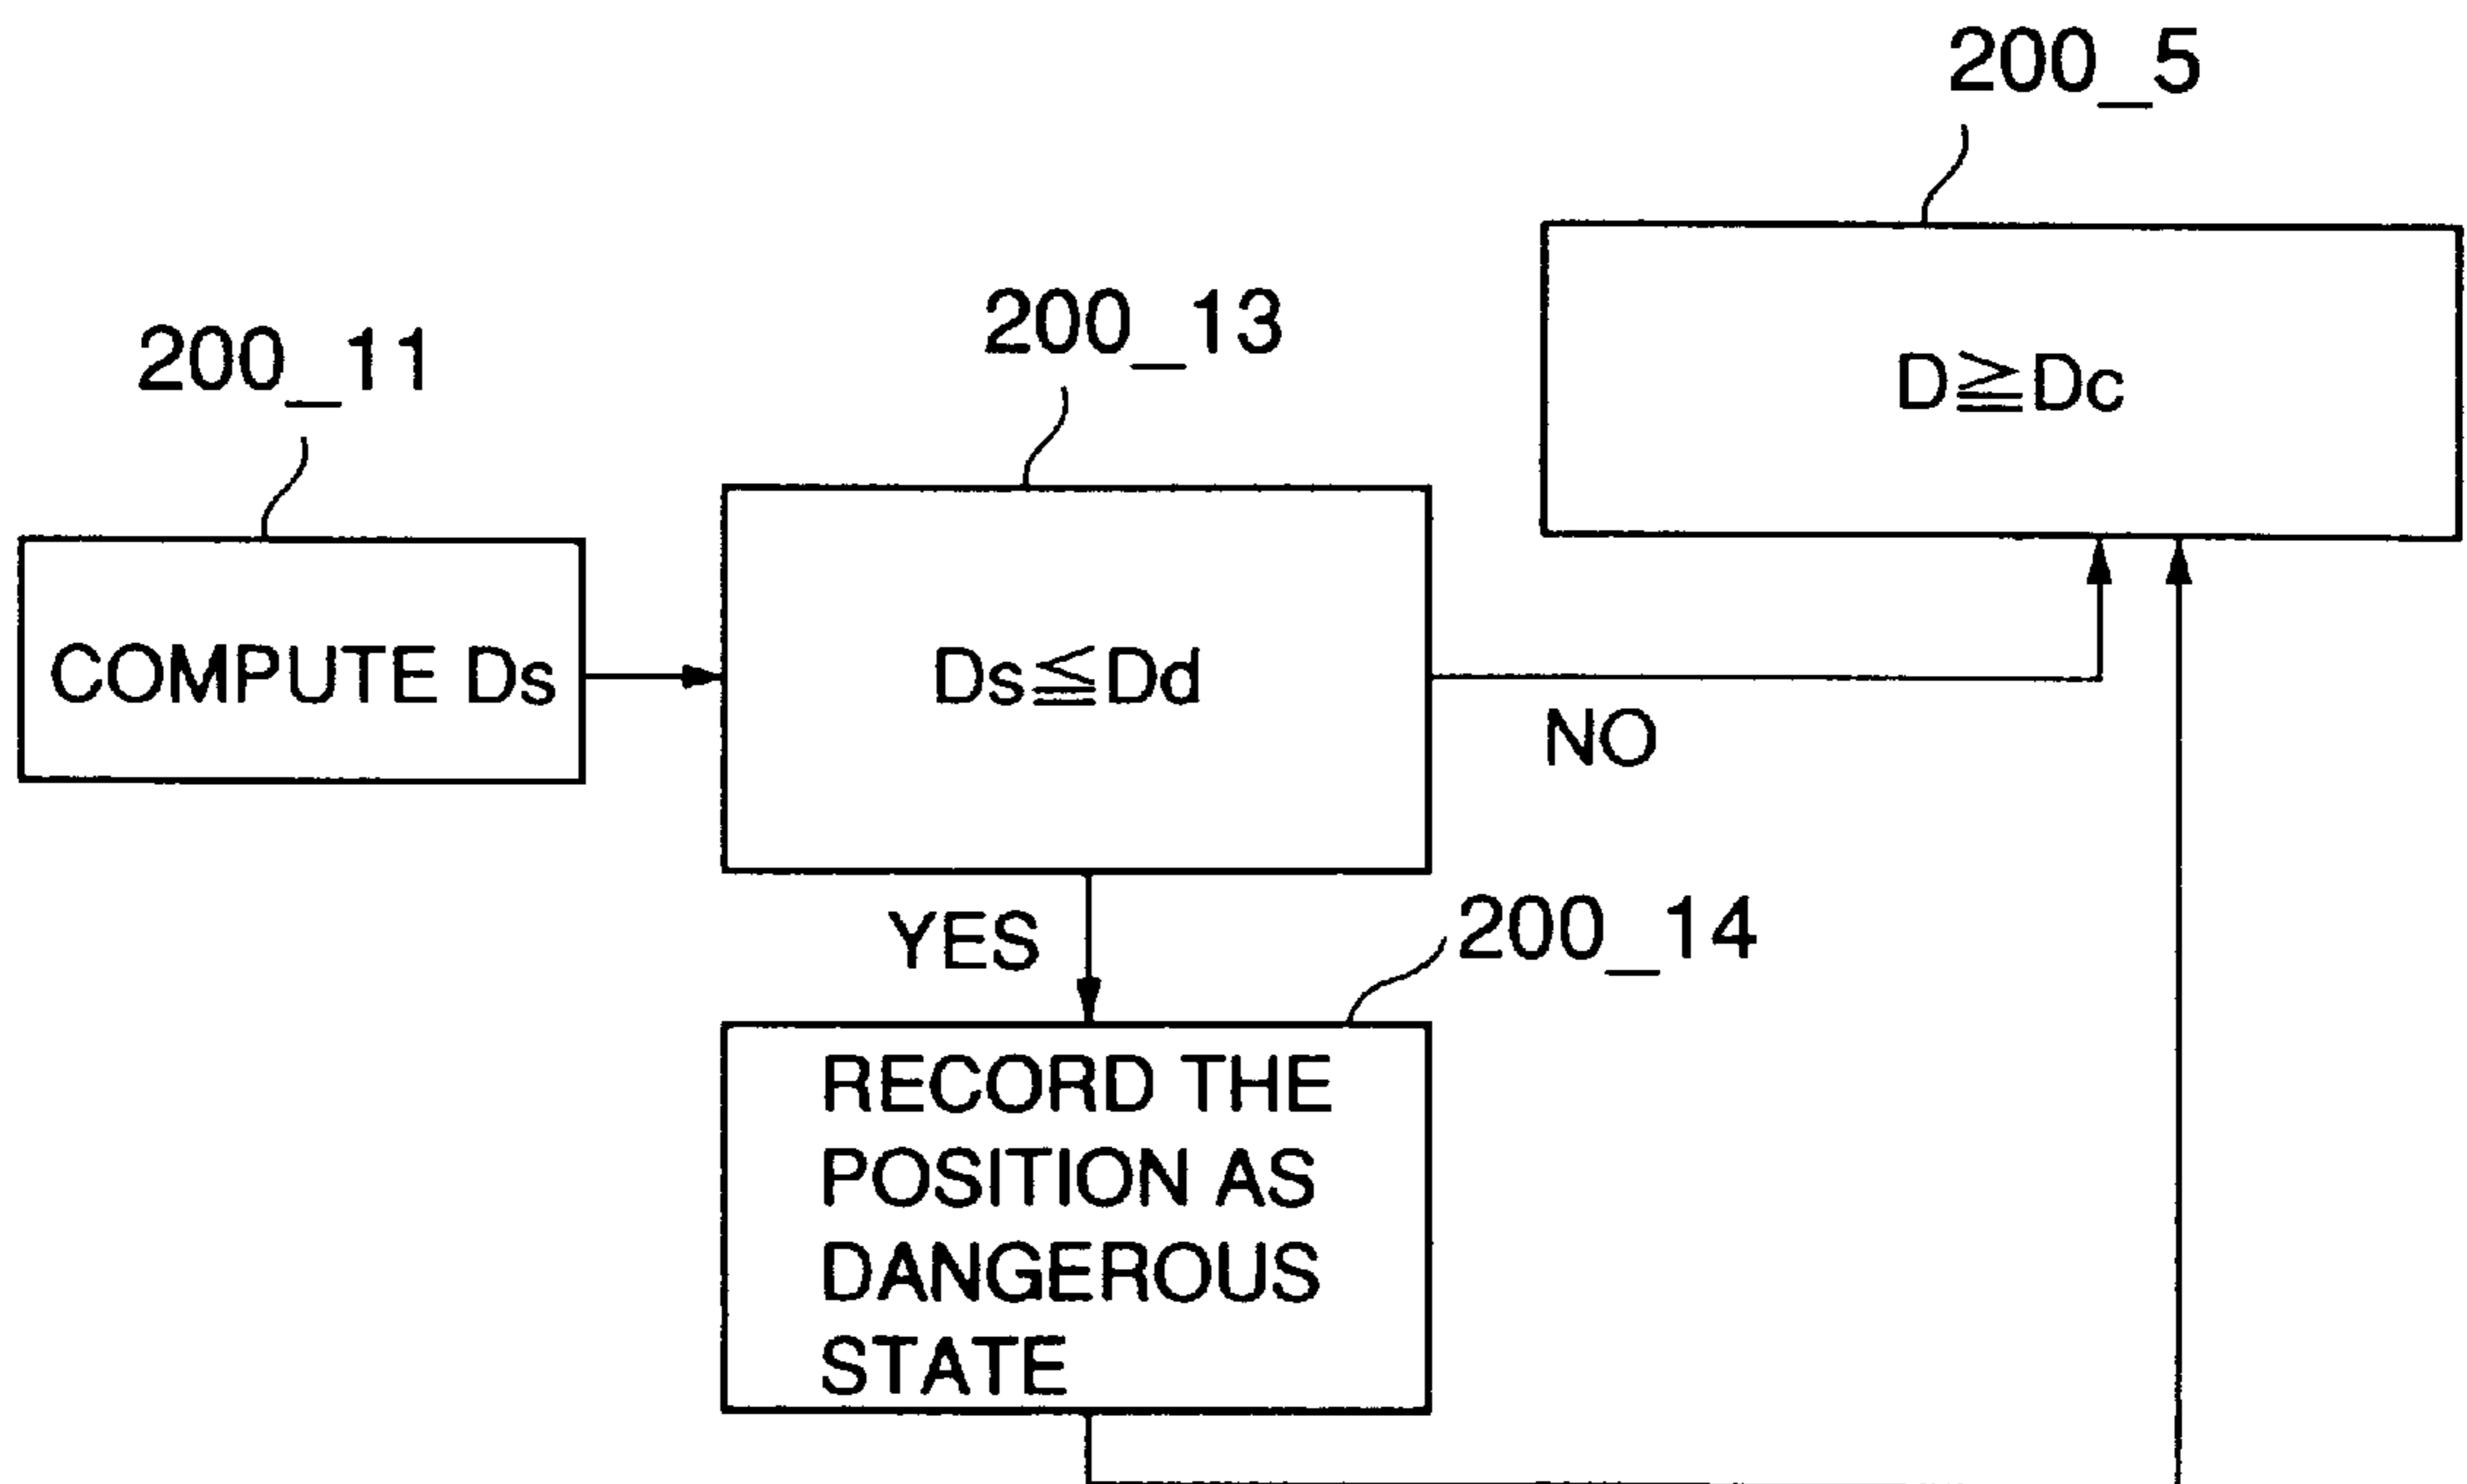 200_5
200_13
200_11
D≧Dc
COMPUTE Ds
Ds≦Dd
NO
YES
200_14
RECORD THE
POSITION AS
DANGEROUS
STATE